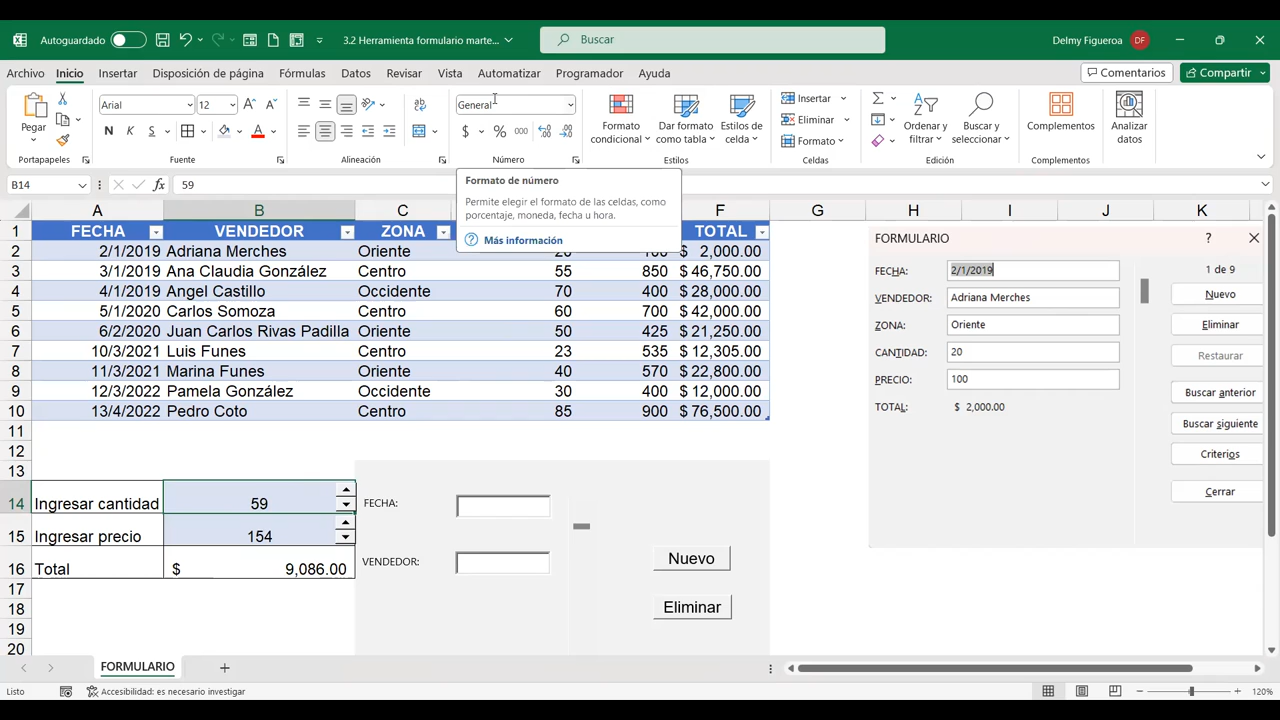 Autoguardado
3.2 Herramienta formulario marte...
Buscar
Delmy Figueroa
DF
Archivo Inicio Insertar Disposición de página Fórmulas Datos Revisar Vista Automatizar Programador Ayuda
Comentarios
Compartir
Pegar
Arial 12
N K S
General
$ % 000
Formato condicional
Dar formato como tabla
Estilos de celda
Insertar
Eliminar
Formato
Ordenar y filtrar
Buscar y seleccionar
Complementos
Analizar datos
Portapapeles Fuente Alineación Número Estilos Celdas Edición Complementos
B14 fx 59
Formato de número
Permite elegir el formato de las celdas, como
porcentaje, moneda, fecha u hora.
Más información
A B C F G H I J K
1 FECHA VENDEDOR ZONA TOTAL
2 2/1/2019 Adriana Merches Oriente 20 100 $ 2,000.00
3 3/1/2019 Ana Claudia González Centro 55 850 $ 46,750.00
4 4/1/2019 Angel Castillo Occidente 70 400 $ 28,000.00
5 5/1/2020 Carlos Somoza Centro 60 700 $ 42,000.00
6 6/2/2020 Juan Carlos Rivas Padilla Oriente 50 425 $ 21,250.00
7 10/3/2021 Luis Funes Centro 23 535 $ 12,305.00
8 11/3/2021 Marina Funes Oriente 40 570 $ 22,800.00
9 12/3/2022 Pamela González Occidente 30 400 $ 12,000.00
10 13/4/2022 Pedro Coto Centro 85 900 $ 76,500.00
11
12
13
14 Ingresar cantidad 59
15 Ingresar precio 154
16 Total $ 9,086.00
17
18
19
20
FECHA:
VENDEDOR:
Nuevo
Eliminar
FORMULARIO ?
FECHA: 2/1/2019
VENDEDOR: Adriana Merches
ZONA: Oriente
CANTIDAD: 20
PRECIO: 100
TOTAL: $ 2,000.00
1 de 9
Nuevo
Eliminar
Restaurar
Buscar anterior
Buscar siguiente
Criterios
Cerrar
FORMULARIO
Listo
Accesibilidad: es necesario investigar
120%